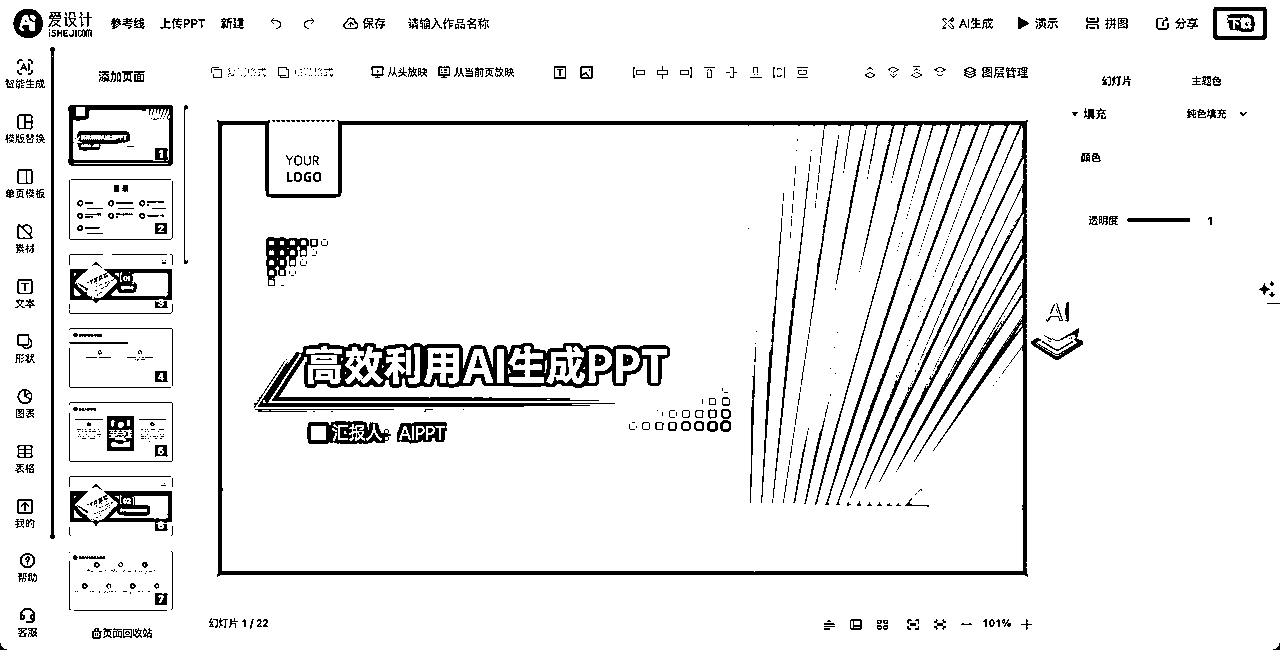 Ai 爱设计
iSHEJI.COM
参考线 上传PPT 新建 保存 请输入作品名称 AI生成 演示 拼图 分享 下载
添加页面 从头放映 从当前页放映 图层管理
智能生成
模版替换
单页模板
素材
文本
形状
图表
表格
我的
帮助
客服
1
目录
2
3
4
02
7
页面回收站
YOUR
LOGO
高效利用AI生成PPT
汇报人：AIPPT
幻灯片 1 / 22
101%
幻灯片 主题色
填充 纯色填充
颜色
透明度 1
AI